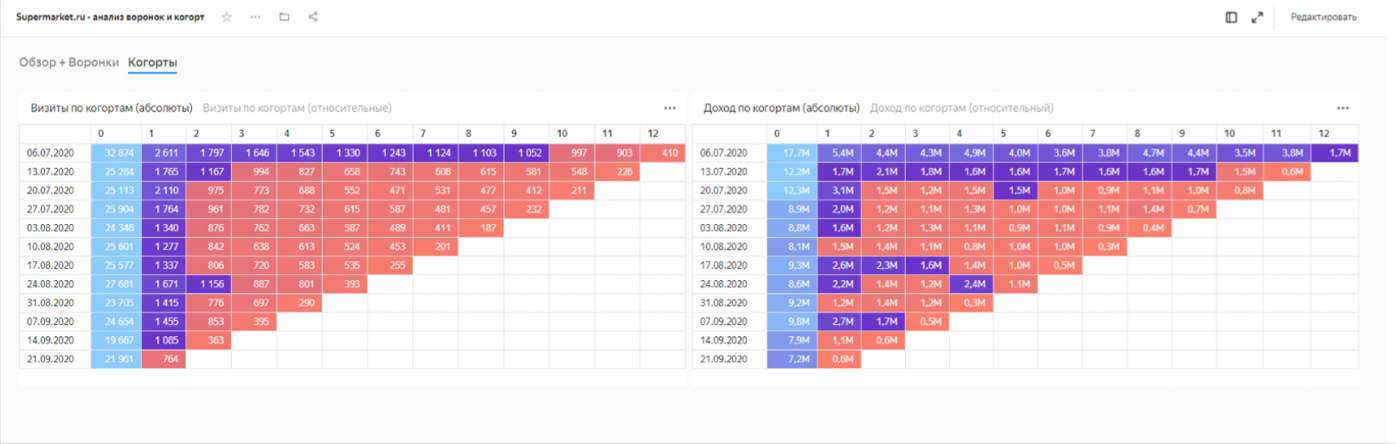 Supermarket.ru - анализ воронок и когорт
Редактировать
Обзор + Воронки Когорты
Визиты по когортам (абсолюты) Визиты по когортам (относительные)
0 1 2 3 4 5 6 7 8 9 10 11 12
06.07.2020 32 874 2 611 1 797 1 646 1 543 1 330 1 243 1 124 1 103 1 052 997 903 410
13.07.2020 25 284 1 765 1 167 994 827 658 743 608 615 581 548 226
20.07.2020 25 113 2 110 975 773 688 552 471 531 477 412 211
27.07.2020 25 904 1 764 961 782 732 615 587 481 457 232
03.08.2020 24 348 1 340 876 762 663 587 489 411 187
10.08.2020 25 601 1 277 842 638 613 524 453 201
17.08.2020 25 577 1 337 806 720 583 535 255
24.08.2020 27 681 1 671 1 156 887 801 393
31.08.2020 23 705 1 415 776 697 290
07.09.2020 24 654 1 455 853 395
14.09.2020 19 667 1 085 363
21.09.2020 21 961 764
Доход по когортам (абсолюты) Доход по когортам (относительный)
0 1 2 3 4 5 6 7 8 9 10 11 12
06.07.2020 17,7M 5,4M 4,4M 4,3M 4,9M 4,0M 3,6M 3,8M 4,7M 4,4M 3,5M 3,8M 1,7M
13.07.2020 12,2M 1,7M 2,1M 1,8M 1,6M 1,6M 1,7M 1,6M 1,6M 1,7M 1,5M 0,6M
20.07.2020 12,3M 3,1M 1,5M 1,2M 1,5M 1,5M 1,0M 0,9M 1,1M 1,0M 0,8M
27.07.2020 8,9M 2,0M 1,2M 1,1M 1,3M 1,0M 1,0M 1,1M 1,4M 0,7M
03.08.2020 8,8M 1,6M 1,2M 1,3M 1,1M 0,9M 1,1M 0,9M 0,4M
10.08.2020 8,1M 1,5M 1,4M 1,1M 0,8M 1,0M 1,0M 0,3M
17.08.2020 9,3M 2,6M 2,3M 1,6M 1,4M 1,0M 0,5M
24.08.2020 8,6M 2,2M 1,4M 1,2M 2,4M 1,1M
31.08.2020 9,2M 1,2M 1,4M 1,2M 0,3M
07.09.2020 9,8M 2,7M 1,7M 0,5M
14.09.2020 7,9M 1,1M 0,6M
21.09.2020 7,2M 0,6M